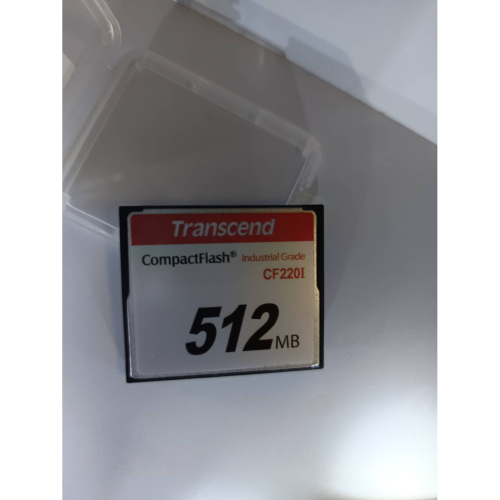 Transcend
CompactFlash® Industrial Grade
CF220I
512MB